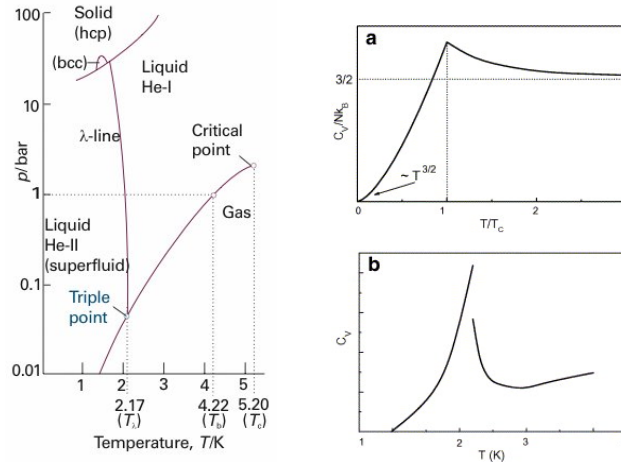 100
Solid
(hcp)
(bcc)
Liquid
He-I
10
λ-line
Critical
point
p/bar
1
Gas
Liquid
He-II
(superfluid)
0.1
Triple
point
0.01
1 2 3 4 5
2.17 4.22 5.20
(Tλ) (Tb) (Tc)
Temperature, T/K
a
3/2
CV/NkB
~ T3/2
0 1 2
T/TC
b
CV
1 2 3 4
T (K)